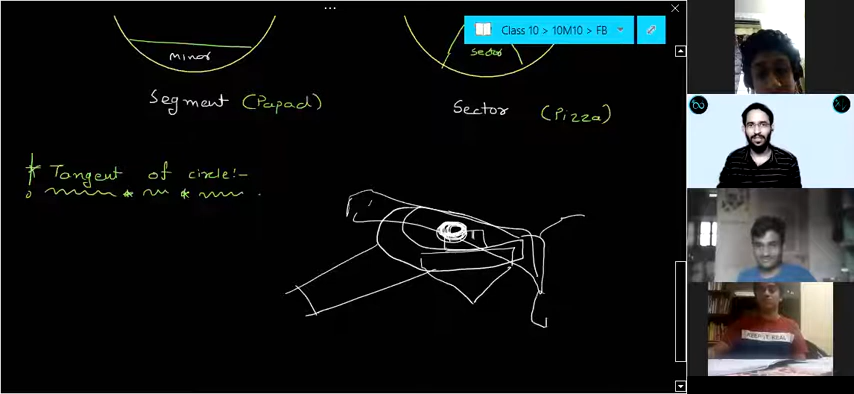 Class 10 > 10M10 > FB
Minor
Sector
Segment (Papad)
Sector (Pizza)
* Tangent of circle:-